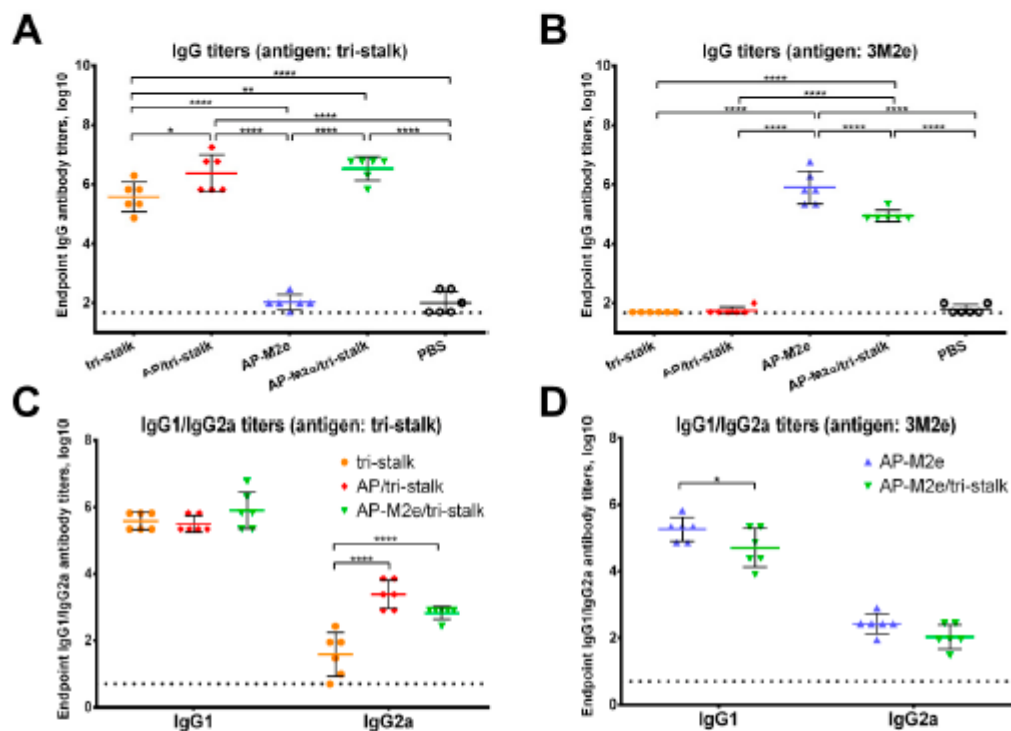 A
IgG titers (antigen: tri-stalk)
Endpoint IgG antibody titers, log10
10
8
6
4
2
****
**
****
****
*
****
****
****
tri-stalk
AP/tri-stalk
AP-M2e
AP-M2e/tri-stalk
PBS
B
IgG titers (antigen: 3M2e)
Endpoint IgG antibody titers, log10
10
8
6
4
2
****
****
****
****
****
****
****
tri-stalk
AP/tri-stalk
AP-M2e
AP-M2e/tri-stalk
PBS
C
IgG1/IgG2a titers (antigen: tri-stalk)
Endpoint IgG1/IgG2a antibody titers, log10
8
6
4
2
0
tri-stalk
AP/tri-stalk
AP-M2e/tri-stalk
****
****
IgG1
IgG2a
D
IgG1/IgG2a titers (antigen: 3M2e)
Endpoint IgG1/IgG2a antibody titers, log10
8
6
4
2
0
AP-M2e
AP-M2e/tri-stalk
*
IgG1
IgG2a